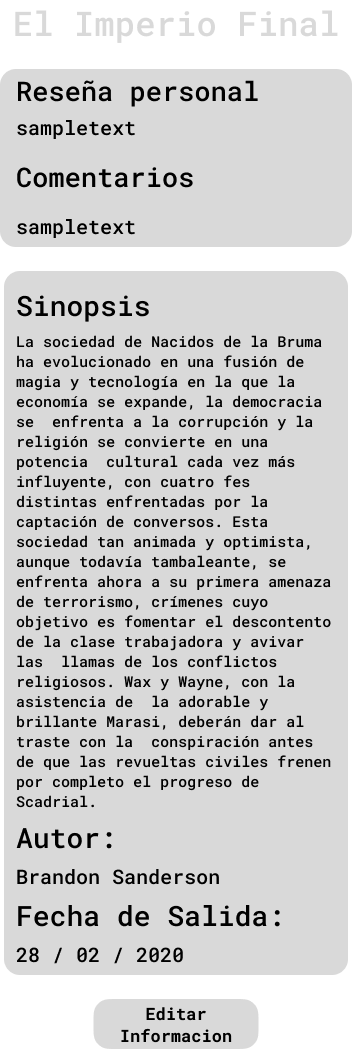 El Imperio Final
Reseña personal
sampletext
Comentarios
sampletext
Sinopsis
La sociedad de Nacidos de la Bruma
ha evolucionado en una fusión de
magia y tecnología en la que la
economía se expande, la democracia
se  enfrenta a la corrupción y la
religión se convierte en una
potencia  cultural cada vez más
influyente, con cuatro fes
distintas enfrentadas por la
captación de conversos. Esta
sociedad tan animada y optimista,
aunque todavía tambaleante, se
enfrenta ahora a su primera amenaza
de terrorismo, crímenes cuyo
objetivo es fomentar el descontento
de la clase trabajadora y avivar
las  llamas de los conflictos
religiosos. Wax y Wayne, con la
asistencia de  la adorable y
brillante Marasi, deberán dar al
traste con la  conspiración antes
de que las revueltas civiles frenen
por completo el progreso de
Scadrial.
Autor:
Brandon Sanderson
Fecha de Salida:
28 / 02 / 2020
Editar
Informacion